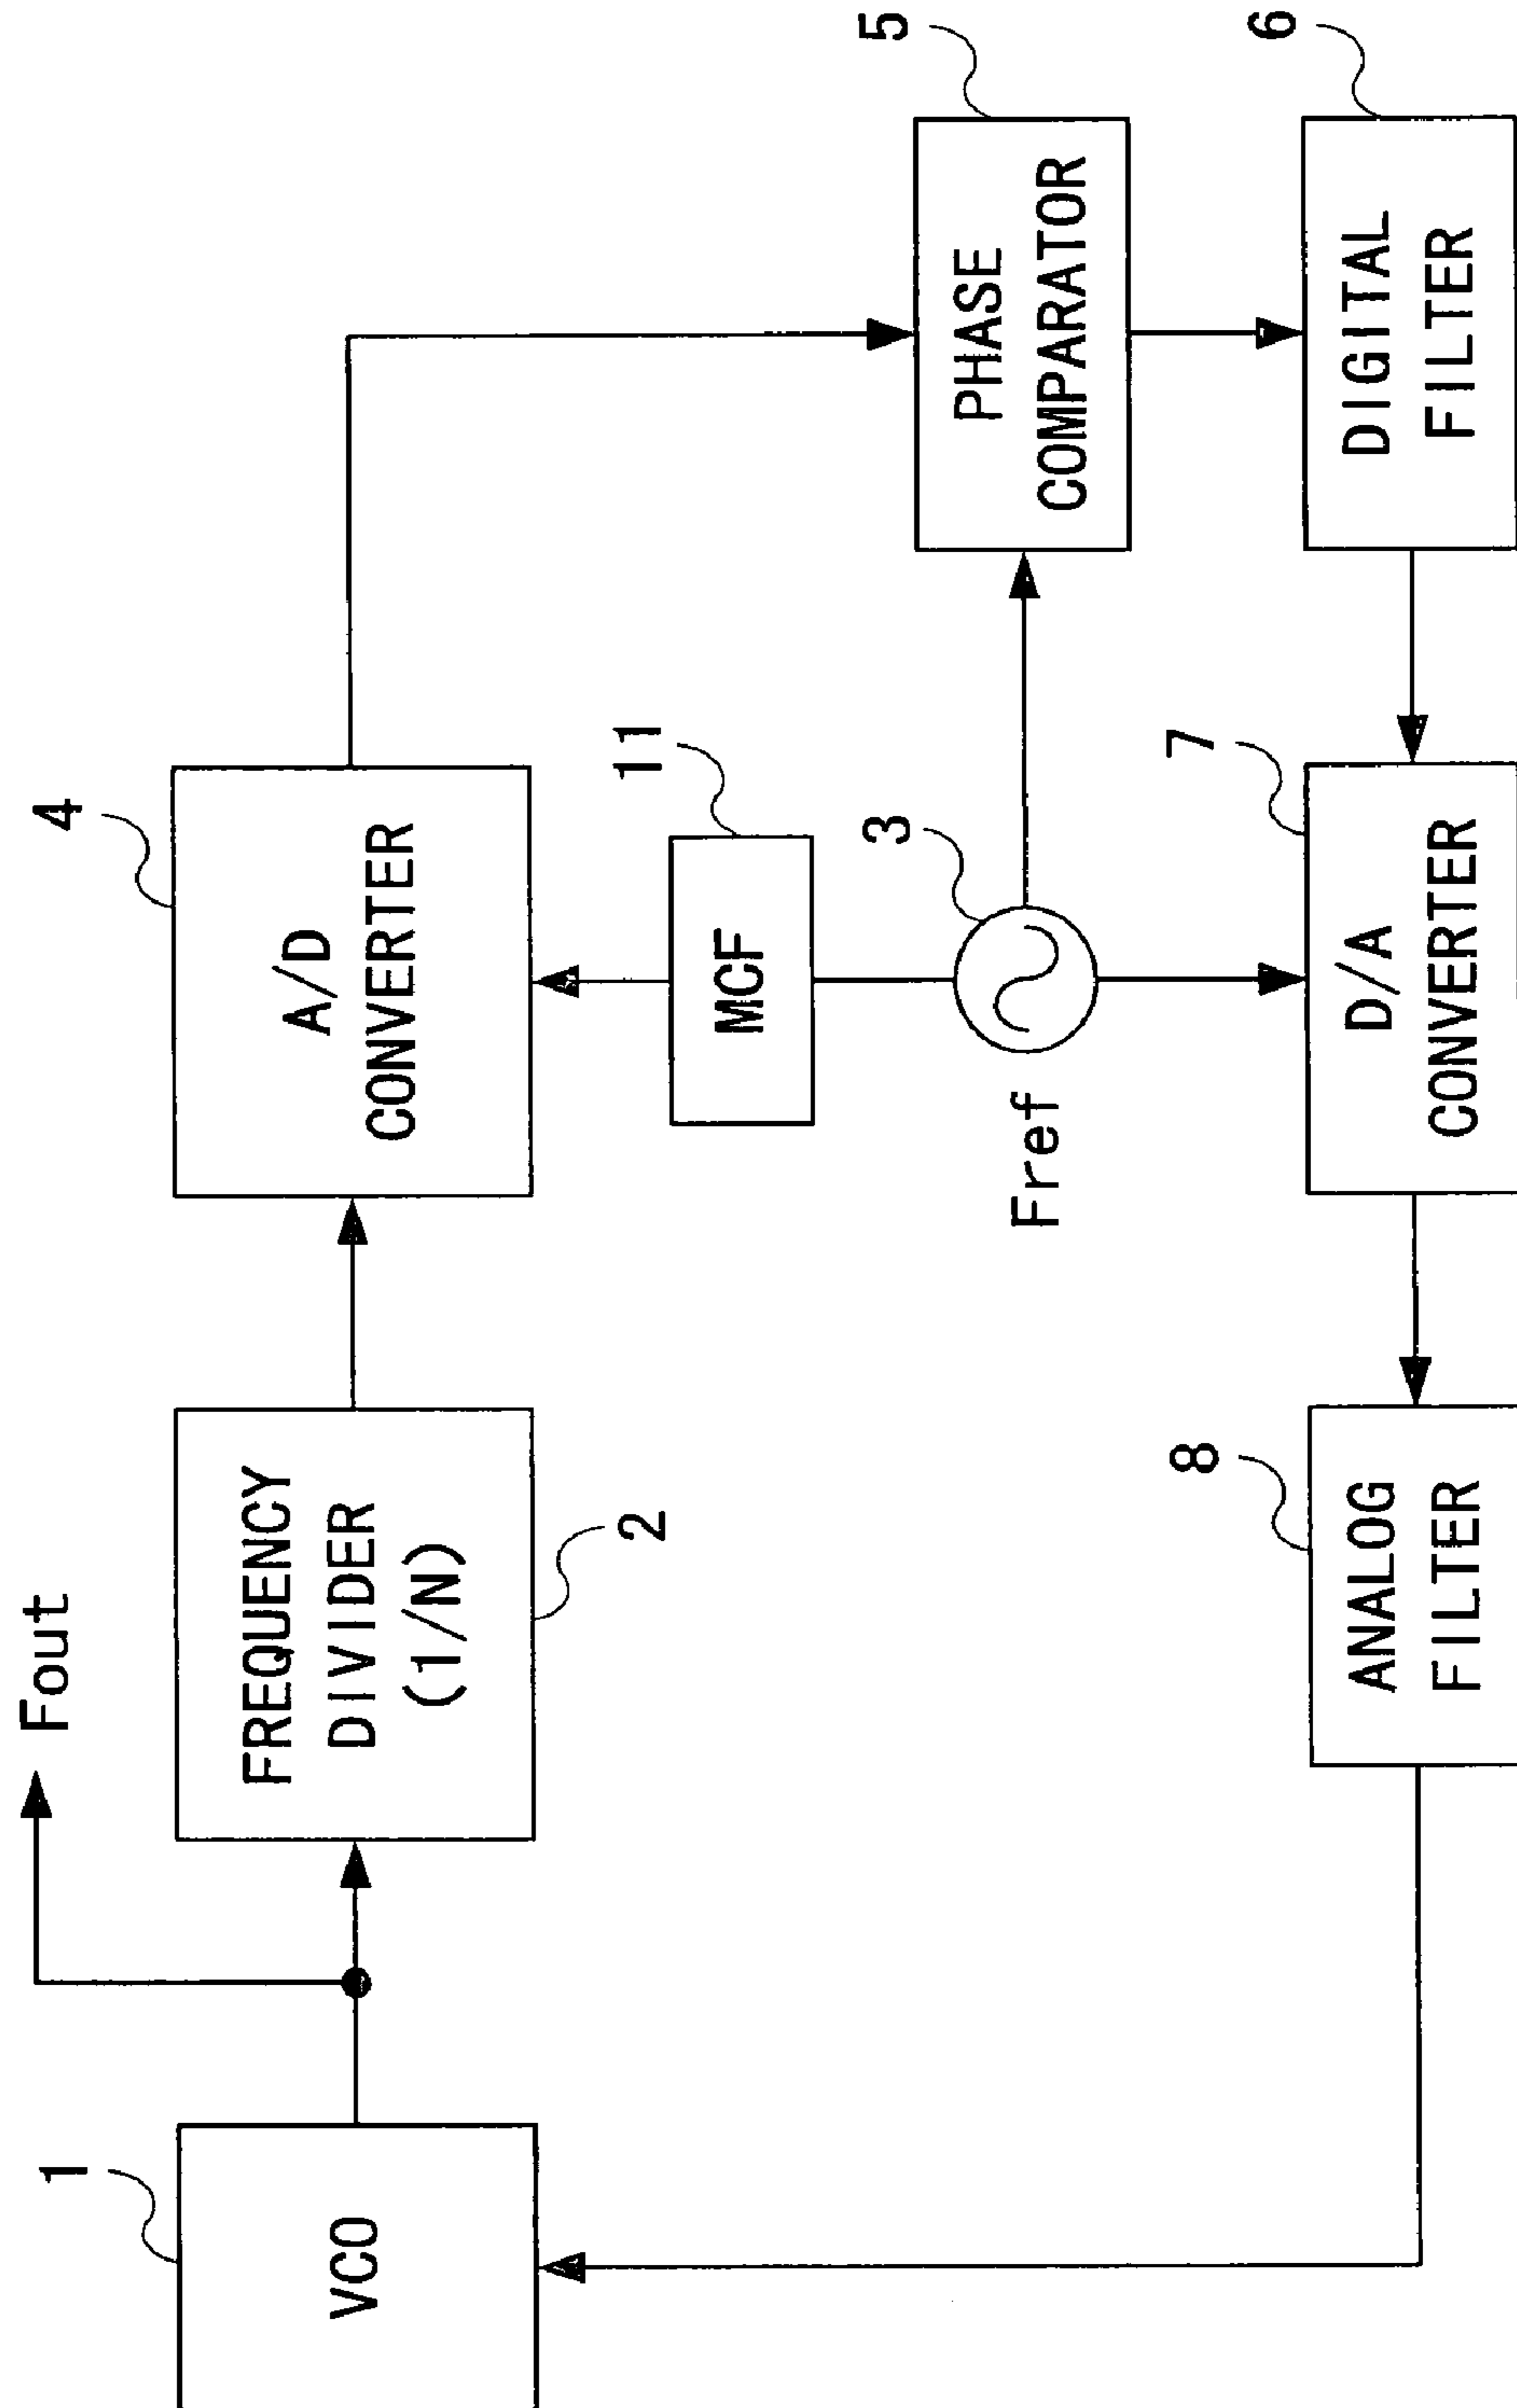 Fout
1
VCO
FREQUENCY
DIVIDER
(1/N)
2
4
A/D
CONVERTER
11
MCF
3
Fref
5
PHASE
COMPARATOR
8
ANALOG
FILTER
7
D/A
CONVERTER
6
DIGITAL
FILTER